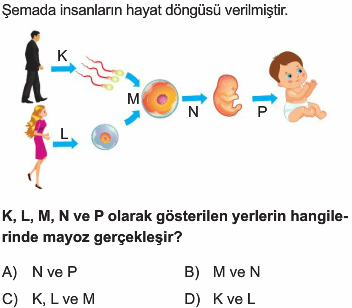 Şemada insanların hayat döngüsü verilmiştir.
K
M
L
N
P
K, L, M, N ve P olarak gösterilen yerlerin hangile-
rinde mayoz gerçekleşir?
A) N ve P
B) M ve N
C) K, L ve M
D) K ve L